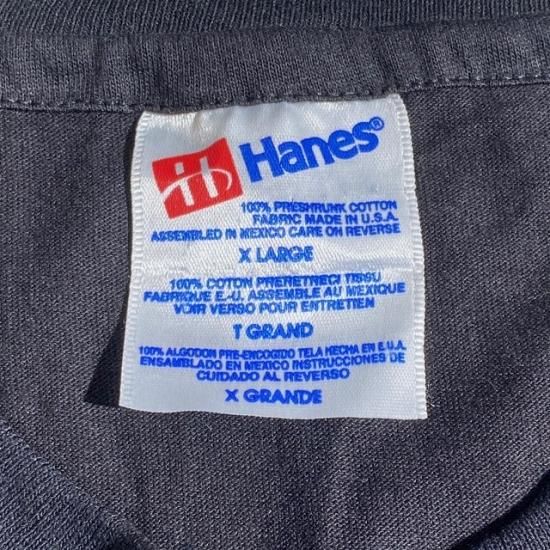 Hanes®
100% PRESHRUNK COTTON
FABRIC MADE IN U.S.A.
ASSEMBLED IN MEXICO CARE ON REVERSE
X LARGE
100% COTON PRERETRECI TISSU
FABRIQUE E.-U. ASSEMBLE AU MEXIQUE
VOIR VERSO POUR ENTRETIEN
T GRAND
100% ALGODON PRE-ENCOGIDO TELA HECHA EN E.U.A.
ENSAMBLADO EN MEXICO INSTRUCCIONES DE
CUIDADO AL REVERSO
X GRANDE